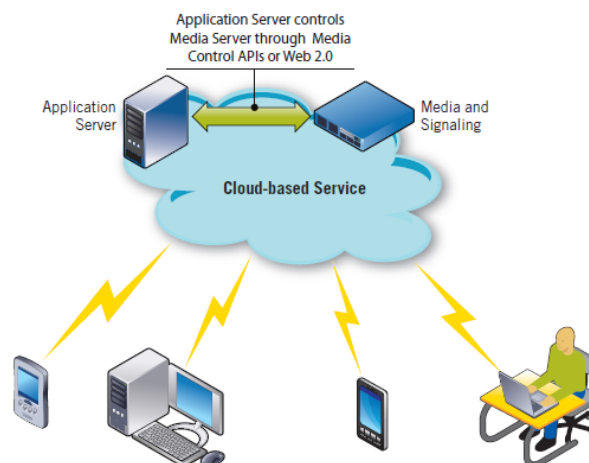 Application Server controls
Media Server through Media
Control APIs or Web 2.0
Application
Server
Media and
Signaling
Cloud-based Service